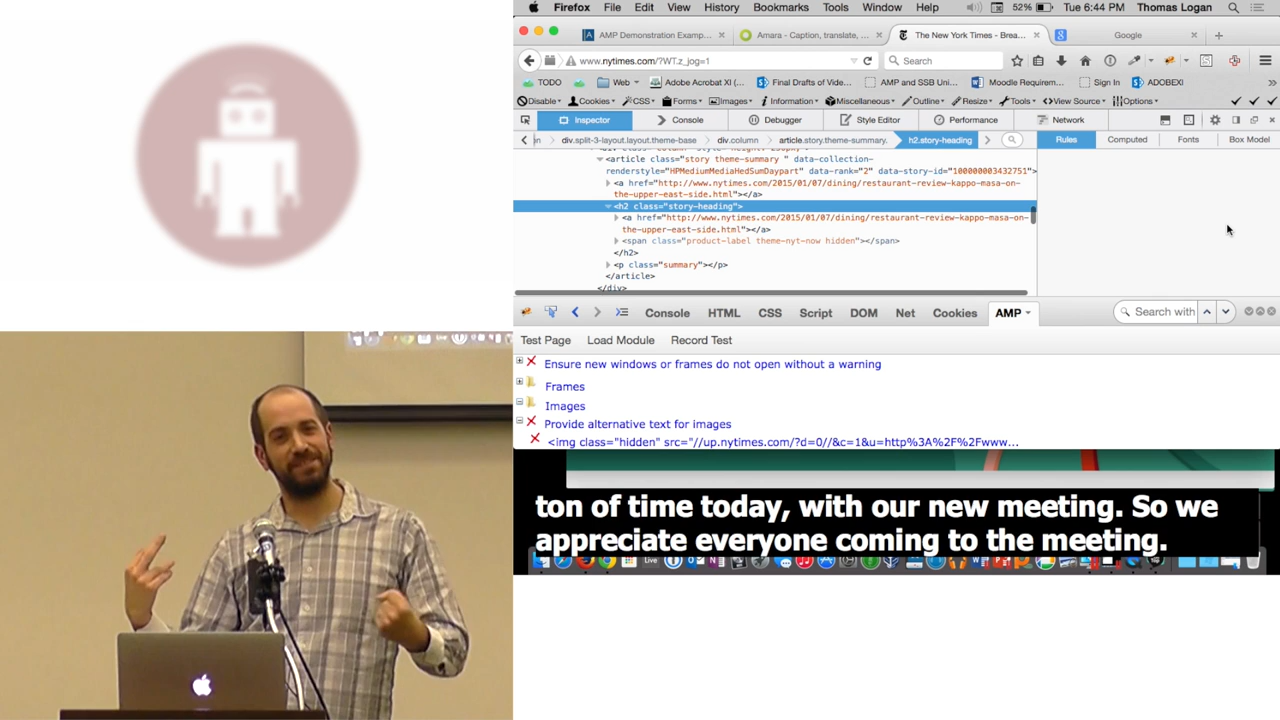 Firefox File Edit View History Bookmarks Tools Window Help 52% Tue 6:44 PM Thomas Logan
AMP Demonstration Examp... Amara - Caption, translate, ... The New York Times - Brea... Google
www.nytimes.com/?WT.z_jog=1 Search
TODO Web Adobe Acrobat XI (... Final Drafts of Vide... AMP and SSB Uni... Moodle Requirem... Sign In ADOBEXI
Disable Cookies CSS Forms Images Information Miscellaneous Outline Resize Tools View Source Options
Inspector Console Debugger Style Editor Performance Network
div.split-3-layout.layout.theme-base div.column article.story.theme-summary. h2.story-heading Rules Computed Fonts Box Model
<article class="story theme-summary " data-collection-
renderstyle="HPMediumMediaHedSumDaypart" data-rank="2" data-story-id="100000003432751">
<a href="http://www.nytimes.com/2015/01/07/dining/restaurant-review-kappo-masa-on-
the-upper-east-side.html"></a>
<h2 class="story-heading">
<a href="http://www.nytimes.com/2015/01/07/dining/restaurant-review-kappo-masa-on-
the-upper-east-side.html"></a>
<span class="product-label theme-nyt-now hidden"></span>
</h2>
<p class="summary"></p>
</article>
</div>
Console HTML CSS Script DOM Net Cookies AMP Search with
Test Page Load Module Record Test
Ensure new windows or frames do not open without a warning
Frames
Images
Provide alternative text for images
<img class="hidden" src="//up.nytimes.com/?d=0//&c=1&u=http%3A%2F%2Fwww...
ton of time today, with our new meeting. So we
appreciate everyone coming to the meeting.